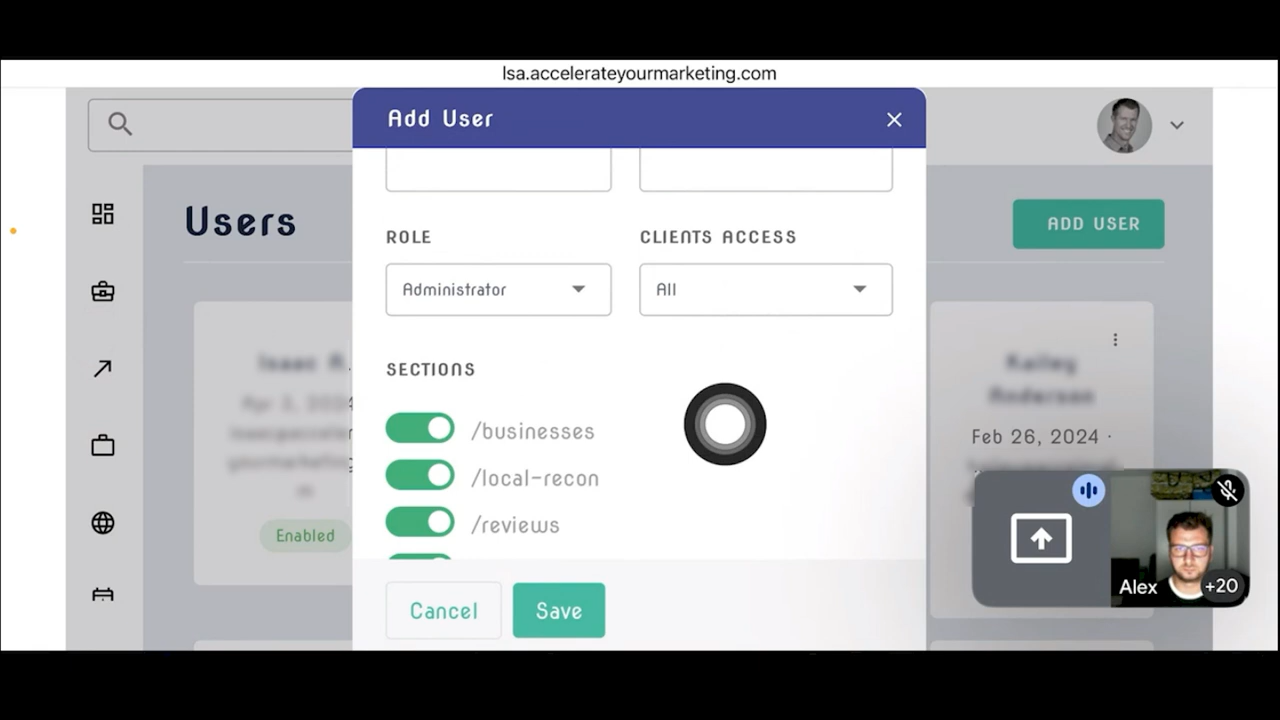 lsa.accelerateyourmarketing.com
Add User
Users
ADD USER
ROLE
CLIENTS ACCESS
Administrator
All
SECTIONS
/businesses
/local-recon
/reviews
Feb 26, 2024 ·
Enabled
Cancel
Save
Alex
+20